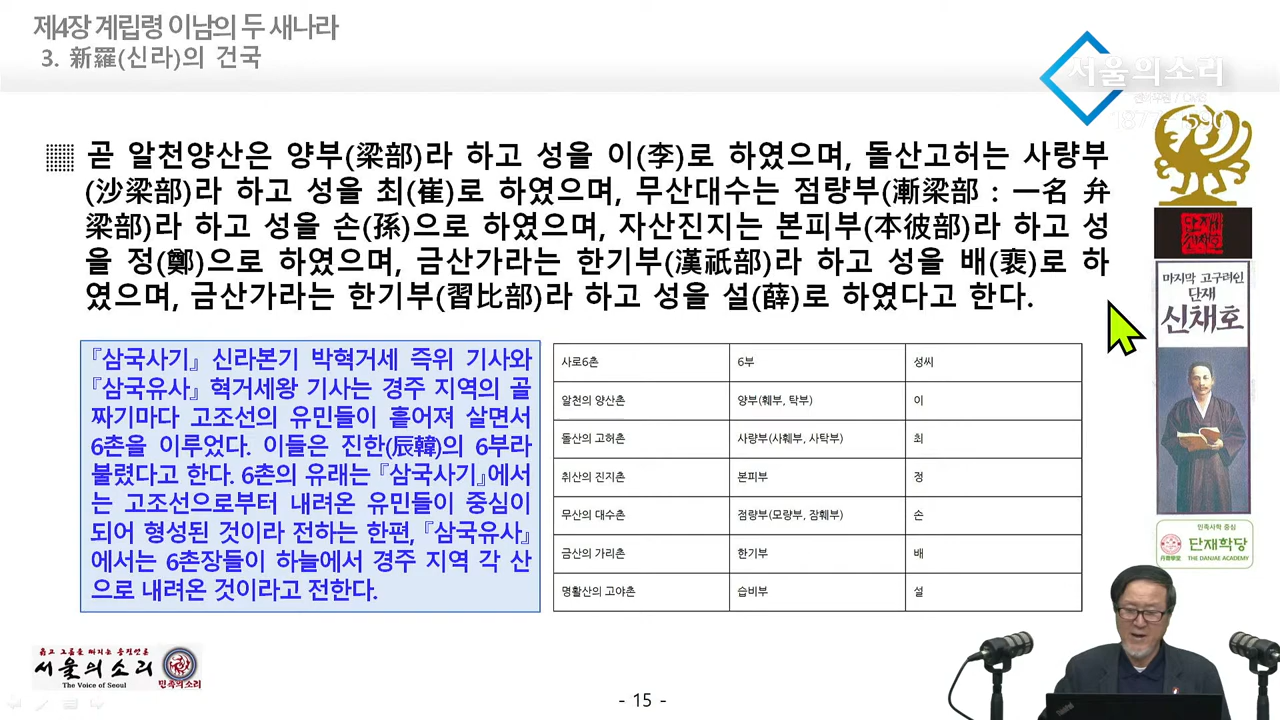 제4장 계립령 이남의 두 새나라
3. 新羅(신라)의 건국
서울의소리
곧 알천양산은 양부(梁部)라 하고 성을 이(李)로 하였으며, 돌산고허는 사량부
(沙梁部)라 하고 성을 최(崔)로 하였으며, 무산대수는 점량부(漸梁部 : 一名 弁
梁部)라 하고 성을 손(孫)으로 하였으며, 자산진지는 본피부(本彼部)라 하고 성
을 정(鄭)으로 하였으며, 금산가라는 한기부(漢祇部)라 하고 성을 배(裵)로 하
였으며, 금산가라는 한기부(習比部)라 하고 성을 설(薛)로 하였다고 한다.
『삼국사기』 신라본기 박혁거세 즉위 기사와
『삼국유사』 혁거세왕 기사는 경주 지역의 골
짜기마다 고조선의 유민들이 흩어져 살면서
6촌을 이루었다. 이들은 진한(辰韓)의 6부라
불렸다고 한다. 6촌의 유래는 『삼국사기』에서
는 고조선으로부터 내려온 유민들이 중심이
되어 형성된 것이라 전하는 한편, 『삼국유사』
에서는 6촌장들이 하늘에서 경주 지역 각 산
으로 내려온 것이라고 전한다.
사로6촌 6부 성씨
알천의 양산촌 양부(훼부, 탁부) 이
돌산의 고허촌 사량부(사훼부, 사탁부) 최
취산의 진지촌 본피부 정
무산의 대수촌 점량부(모량부, 잠훼부) 손
금산의 가리촌 한기부 배
명활산의 고야촌 습비부 설
마지막 고구려인
단재
신채호
민족사학 중심
단재학당
THE DANJAE ACADEMY
서울의소리
The Voice of Seoul
민족의소리
- 15 -